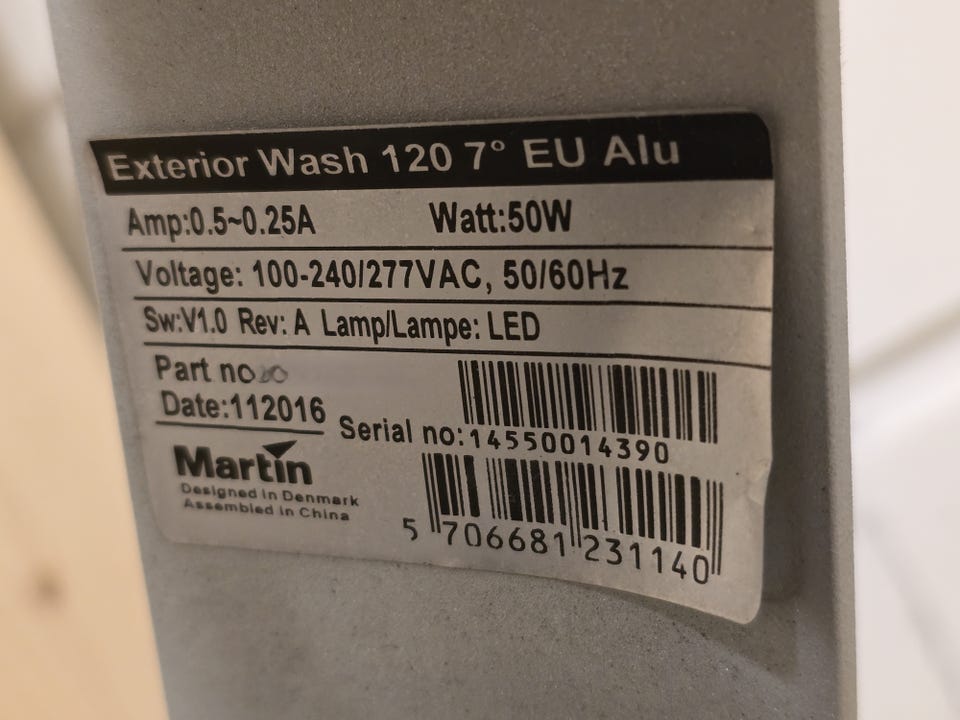 Exterior Wash 120 7° EU Alu
Amp:0.5~0.25A Watt:50W
Voltage: 100-240/277VAC, 50/60Hz
Sw:V1.0 Rev: A Lamp/Lampe: LED
Part no
Date:112016
Serial no:14550014390
Martin
Designed in Denmark
Assembled in China
5 706681 231140